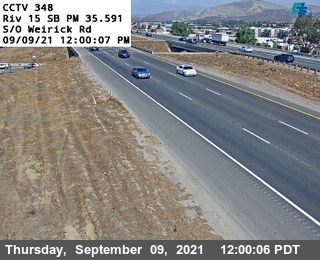 CCTV 348
Riv 15 SB PM 35.591
S/O Weirick Rd
09/09/21 12:00:07 PM
Thursday, September 09, 2021 12:00:06 PDT